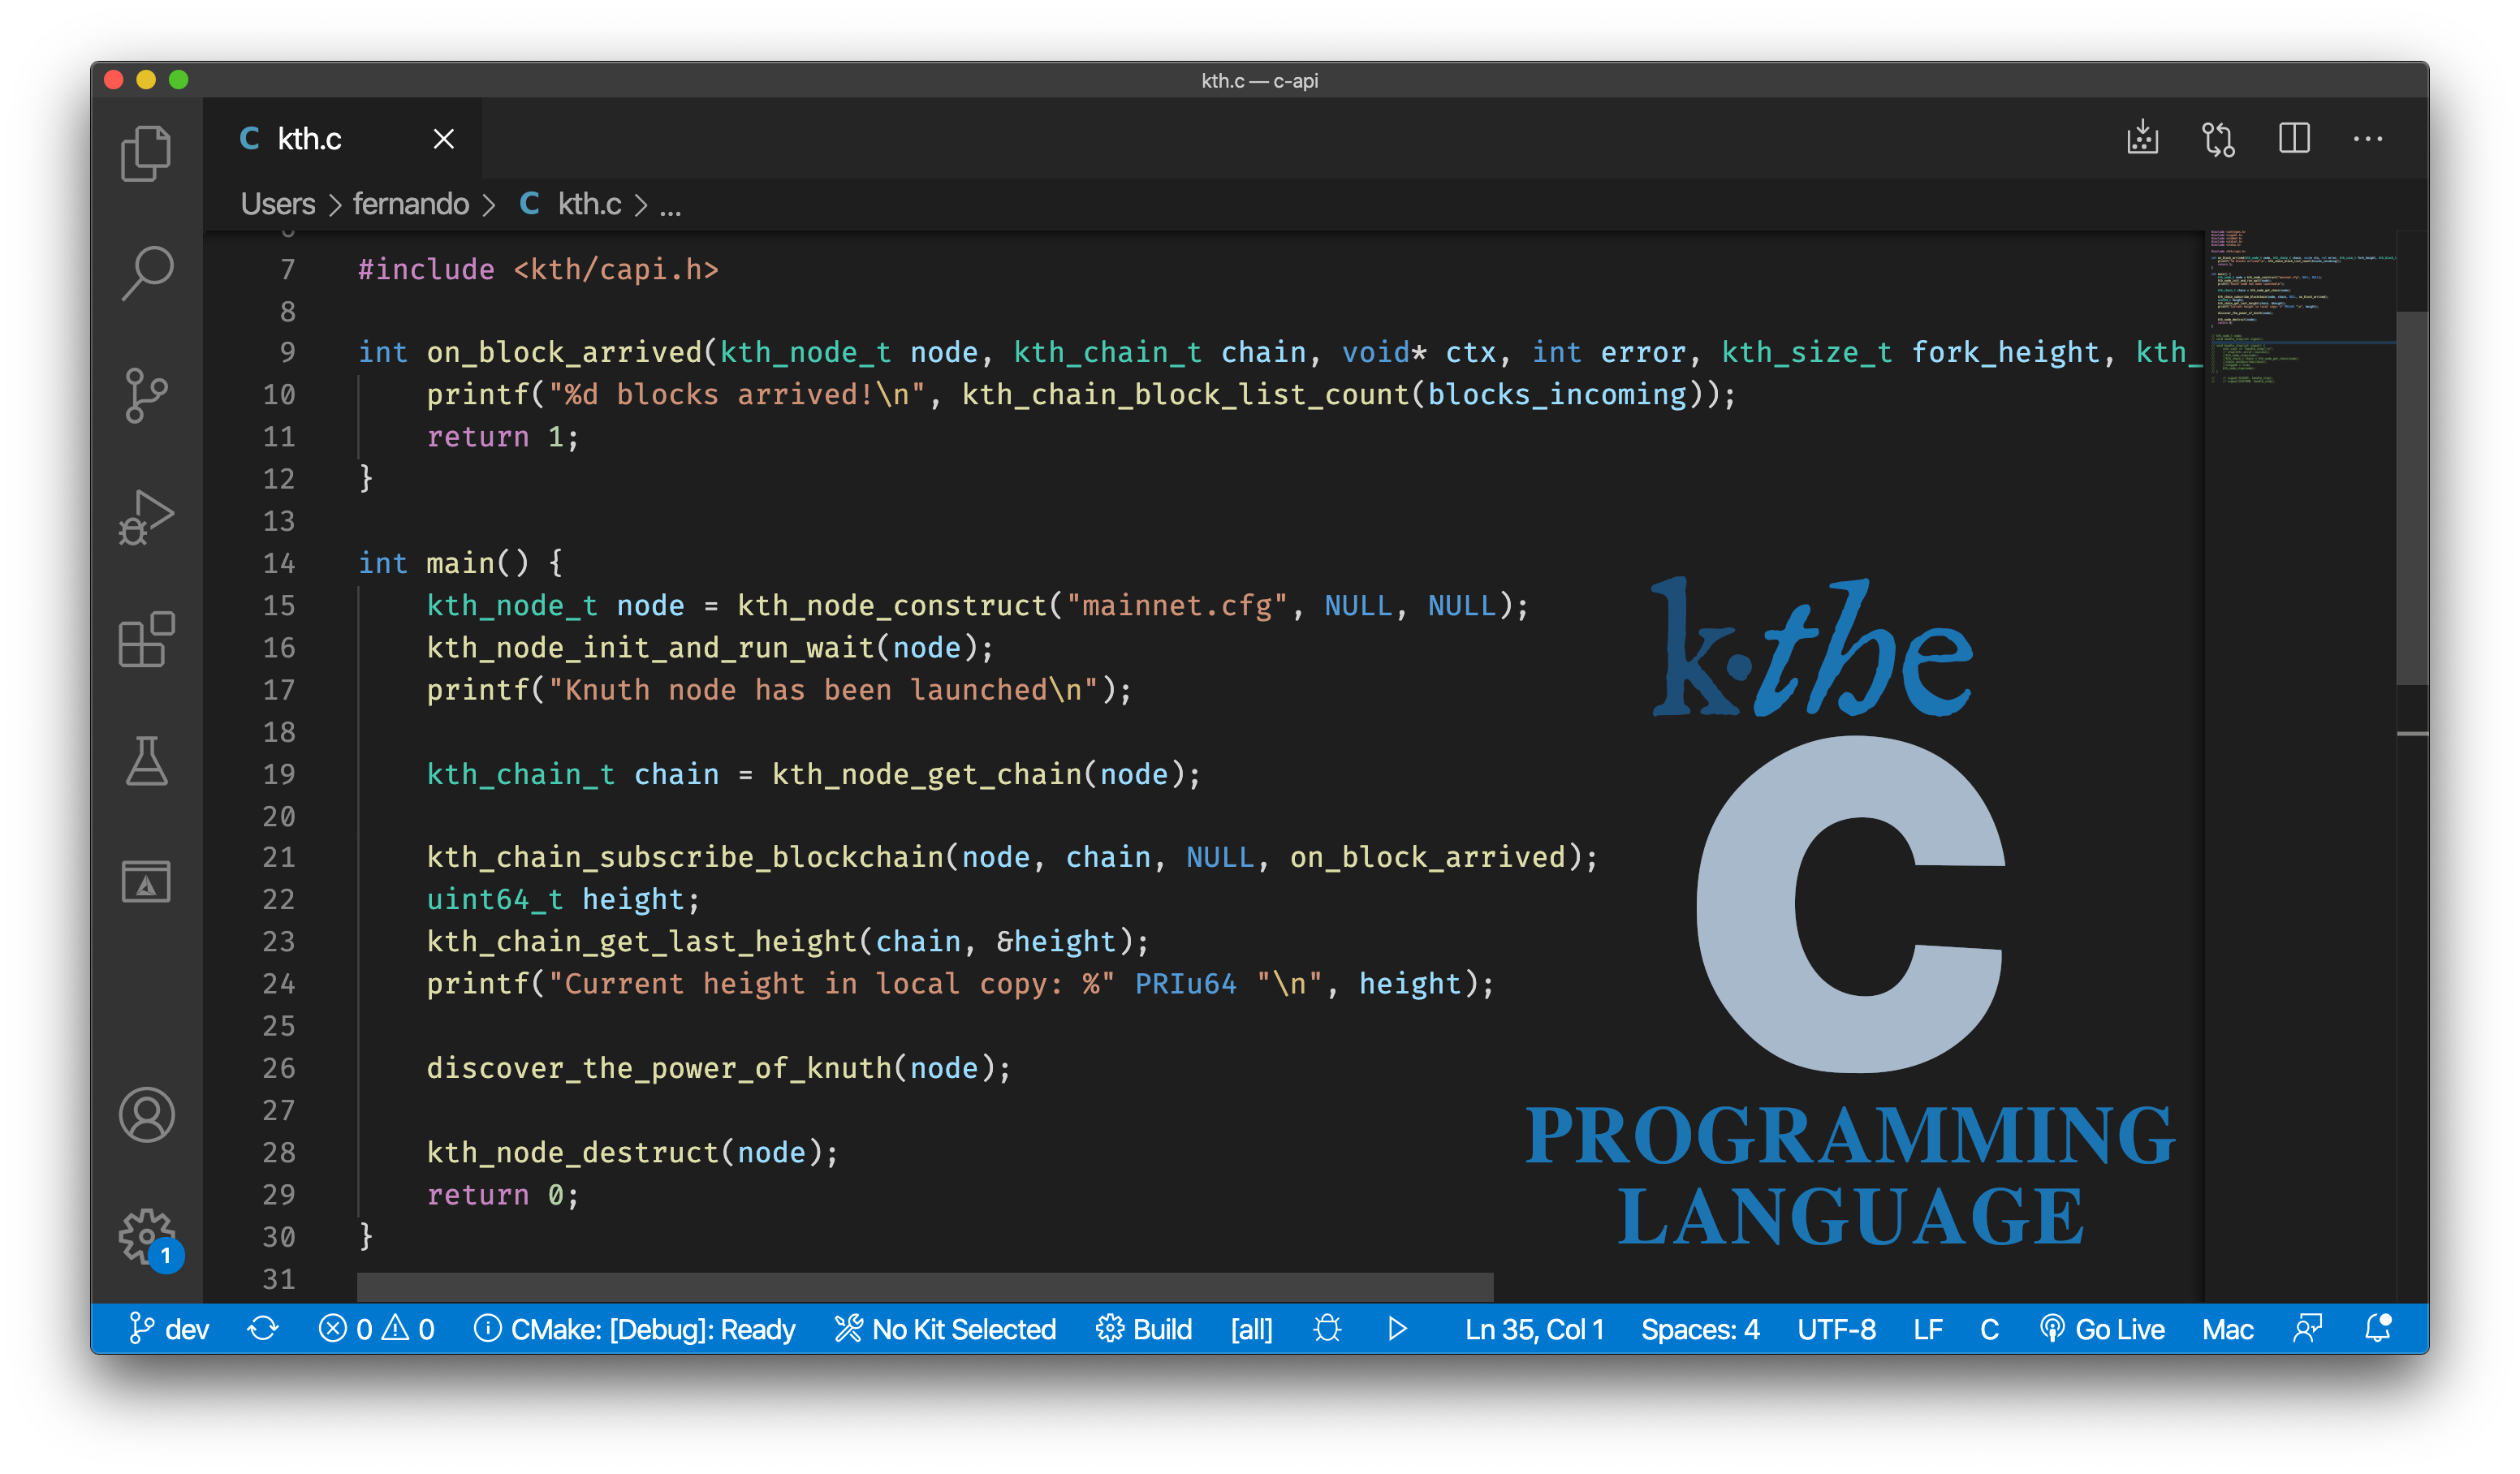 kth.c — c-api
C kth.c
Users > fernando > C kth.c > ...
7 #include <kth/capi.h>
8
9 int on_block_arrived(kth_node_t node, kth_chain_t chain, void* ctx, int error, kth_size_t fork_height, kth_
10 printf("%d blocks arrived!\n", kth_chain_block_list_count(blocks_incoming));
11 return 1;
12 }
13
14 int main() {
15 kth_node_t node = kth_node_construct("mainnet.cfg", NULL, NULL);
16 kth_node_init_and_run_wait(node);
17 printf("Knuth node has been launched\n");
18
19 kth_chain_t chain = kth_node_get_chain(node);
20
21 kth_chain_subscribe_blockchain(node, chain, NULL, on_block_arrived);
22 uint64_t height;
23 kth_chain_get_last_height(chain, &height);
24 printf("Current height in local copy: %" PRIu64 "\n", height);
25
26 discover_the_power_of_knuth(node);
27
28 kth_node_destruct(node);
29 return 0;
30 }
31
k·the
C
PROGRAMMING
LANGUAGE
1
dev 0 0 CMake: [Debug]: Ready No Kit Selected Build [all] Ln 35, Col 1 Spaces: 4 UTF-8 LF C Go Live Mac